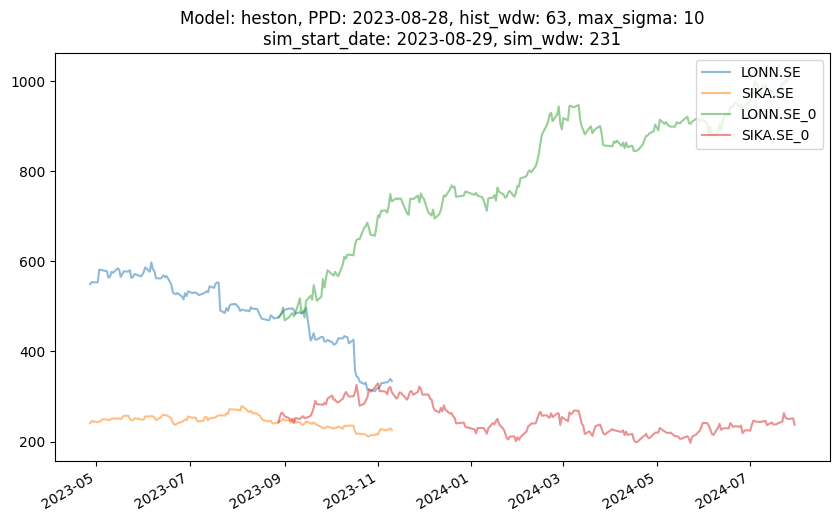 Model: heston, PPD: 2023-08-28, hist_wdw: 63, max_sigma: 10
sim_start_date: 2023-08-29, sim_wdw: 231
LONN.SE
SIKA.SE
LONN.SE_0
SIKA.SE_0
1000
800
600
400
200
2023-05
2023-07
2023-09
2023-11
2024-01
2024-03
2024-05
2024-07